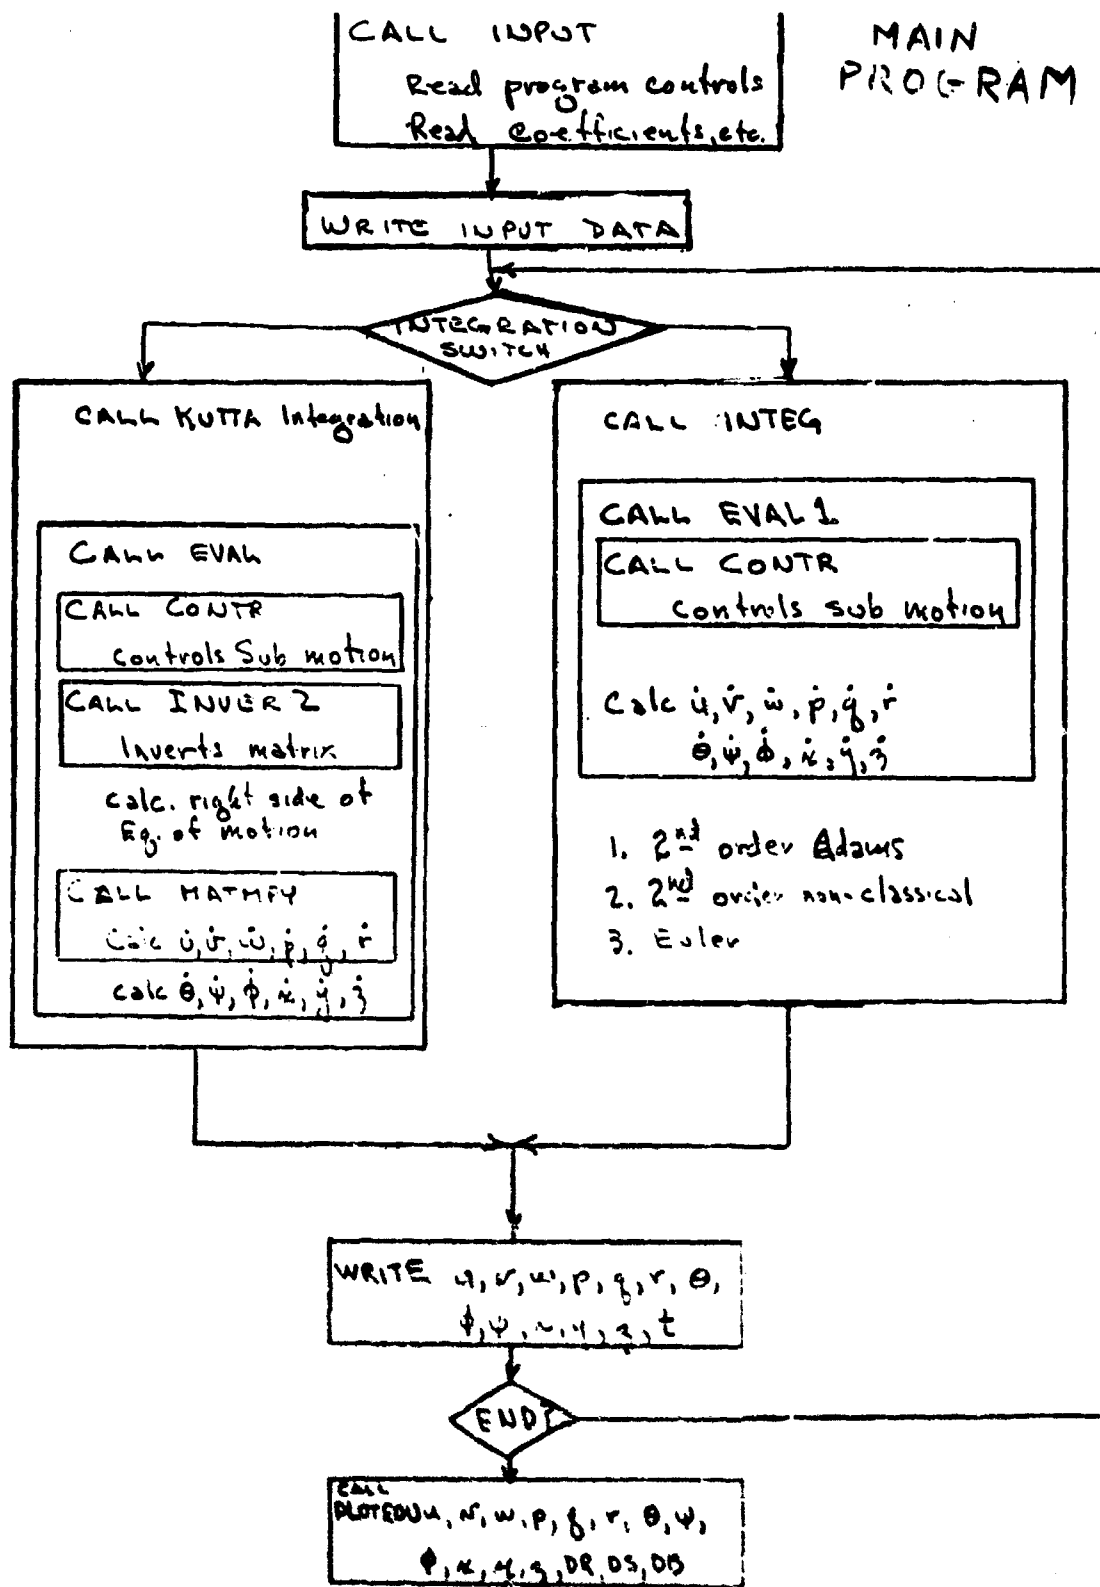 CALL INPUT
MAIN
PROGRAM
Read program controls
Read coefficients, etc.
WRITE INPUT DATA
INTEGRATION
SWITCH
CALL KUTTA Integration
CALL EVAL
CALL CONTR
controls Sub motion
CALL INVER2
Inverts matrix
calc. right side of
Eq. of motion
CALL MATMPY
Calc u̇, v̇, ẇ, ṗ, q̇, ṙ
calc θ̇, ψ̇, ϕ̇, ẋ, ẏ, ż
CALL INTEG
CALL EVAL1
CALL CONTR
controls sub motion
Calc u̇, v̇, ẇ, ṗ, q̇, ṙ
θ̇, ψ̇, ϕ̇, ẋ, ẏ, ż
1. 2nd order Adams
2. 2nd order non-classical
3. Euler
WRITE u, v, w, p, q, r, θ,
ϕ, ψ, x, y, z, t
END?
CALL
u, v, w, p, q, r, θ, ψ,
ϕ, x, y, z, DR, DS, DB